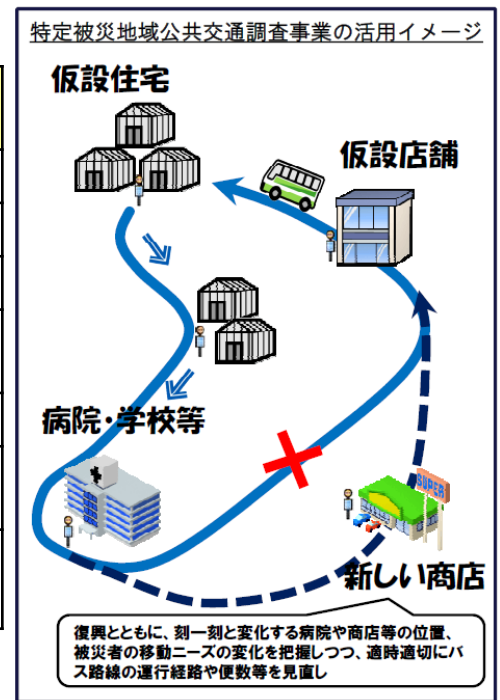 特定被災地域公共交通調査事業の活用イメージ
仮設住宅
仮設店舗
病院・学校等
SUPER
新しい商店
復興とともに、刻一刻と変化する病院や商店等の位置、
被災者の移動ニーズの変化を把握しつつ、適時適切にバ
ス路線の運行経路や便数等を見直し